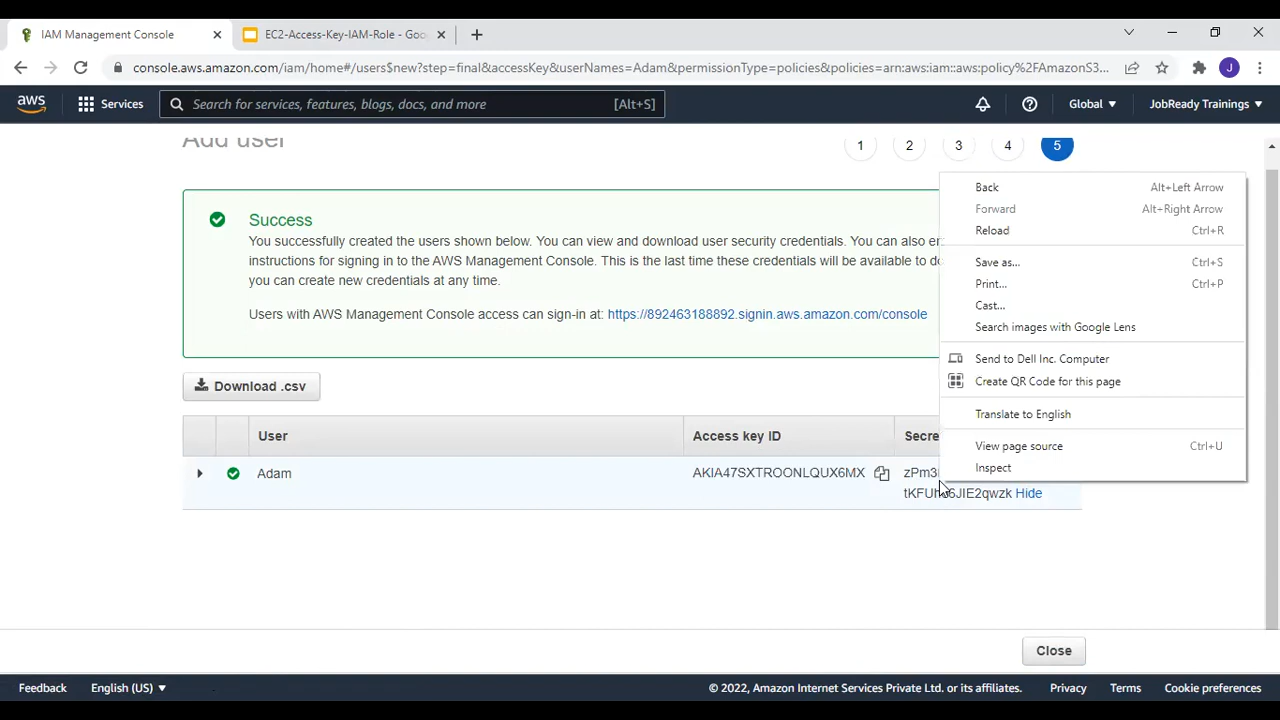 IAM Management Console
EC2-Access-Key-IAM-Role - Goo
console.aws.amazon.com/iam/home#/users$new?step=final&accessKey&userNames=Adam&permissionType=policies&policies=arn:aws:iam::aws:policy%2FAmazonS3...
J
aws
Services
Search for services, features, blogs, docs, and more
[Alt+S]
Global
JobReady Trainings
Add user
1 2 3 4 5
Success
You successfully created the users shown below. You can view and download user security credentials. You can also
instructions for signing in to the AWS Management Console. This is the last time these credentials will be available to
you can create new credentials at any time.
Users with AWS Management Console access can sign-in at: https://892463188892.signin.aws.amazon.com/console
Back Alt+Left Arrow
Forward Alt+Right Arrow
Reload Ctrl+R
Save as... Ctrl+S
Print... Ctrl+P
Cast...
Search images with Google Lens
Send to Dell Inc. Computer
Create QR Code for this page
Translate to English
View page source Ctrl+U
Inspect
Download .csv
User
Access key ID
Secre
Adam
AKIA47SXTROONLQUX6MX
Hide
Close
Feedback
English (US)
© 2022, Amazon Internet Services Private Ltd. or its affiliates.
Privacy
Terms
Cookie preferences